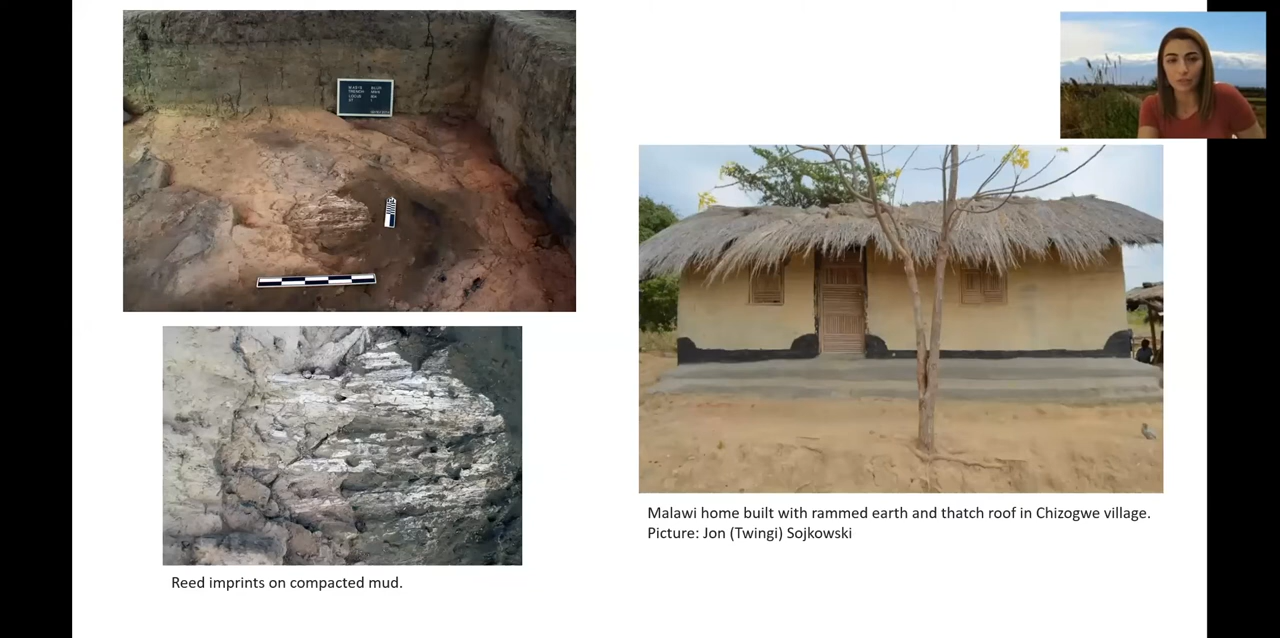 Reed imprints on compacted mud.
Malawi home built with rammed earth and thatch roof in Chizogwe village.
Picture: Jon (Twingi) Sojkowski